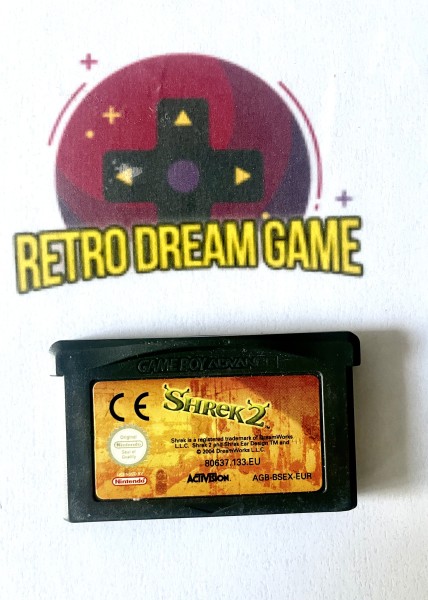 RETRO DREAM GAME
GAME BOY ADVANCE
CE
SHREK 2
TM
Shrek is a registered trademark of DreamWorks
L.L.C. Shrek 2 and Shrek Ear Design TM and
© 2004 DreamWorks L.L.C.
Original
Nintendo
Seal of
Quality
80637.133.EU
Nintendo
ACTIVISION
AGB-BSEX-EUR